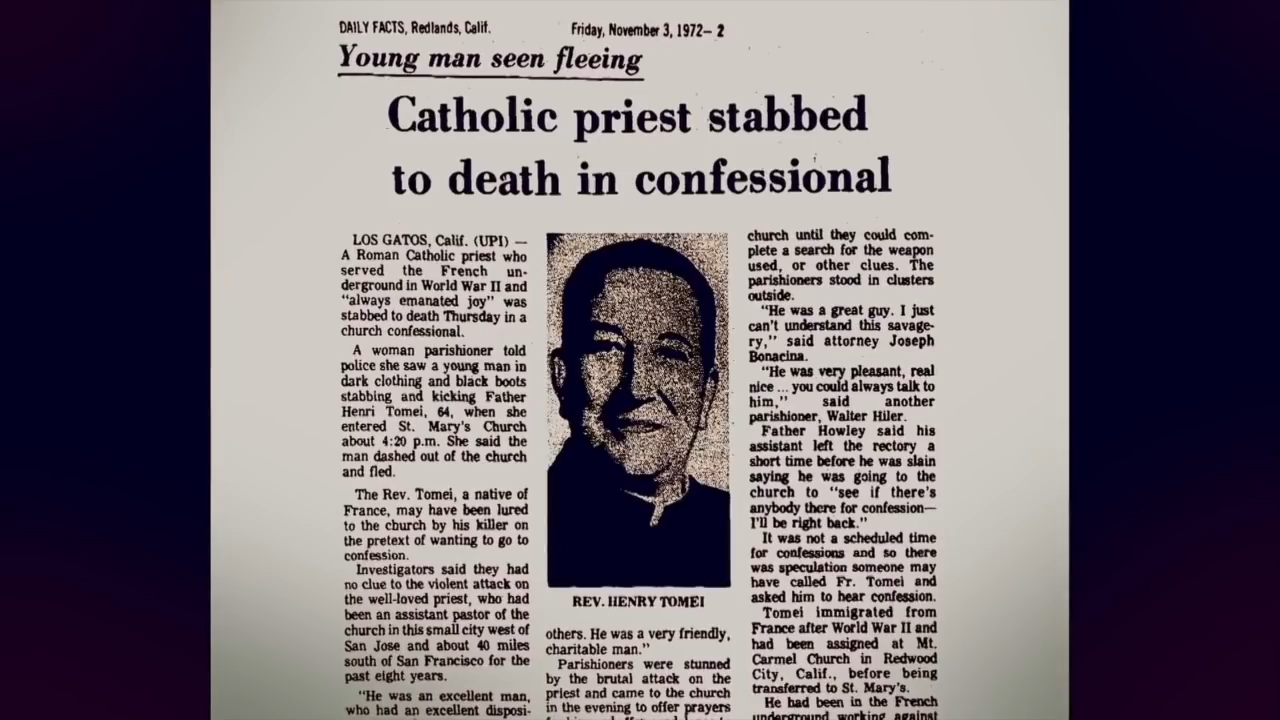 DAILY FACTS, Redlands, Calif.
Friday, November 3, 1972— 2
Young man seen fleeing
Catholic priest stabbed
to death in confessional
LOS GATOS, Calif. (UPI) —
A Roman Catholic priest who
served the French un-
derground in World War II and
"always emanated joy" was
stabbed to death Thursday in a
church confessional.
A woman parishioner told
police she saw a young man in
dark clothing and black boots
stabbing and kicking Father
Henri Tomei, 64, when she
entered St. Mary's Church
about 4:20 p.m. She said the
man dashed out of the church
and fled.
The Rev. Tomei, a native of
France, may have been lured
to the church by his killer on
the pretext of wanting to go to
confession.
Investigators said they had
no clue to the violent attack on
the well-loved priest, who had
been an assistant pastor of the
church in this small city west of
San Jose and about 40 miles
south of San Francisco for the
past eight years.
"He was an excellent man,
who had an excellent disposi-
REV. HENRY TOMEI
others. He was a very friendly,
charitable man."
Parishioners were stunned
by the brutal attack on the
priest and came to the church
in the evening to offer prayers
church until they could com-
plete a search for the weapon
used, or other clues. The
parishioners stood in clusters
outside.
"He was a great guy. I just
can't understand this savage-
ry," said attorney Joseph
Bonacina.
"He was very pleasant, real
nice ... you could always talk to
him," said another
parishioner, Walter Hiler.
Father Howley said his
assistant left the rectory a
short time before he was slain
saying he was going to the
church to "see if there's
anybody there for confession—
I'll be right back."
It was not a scheduled time
for confessions and so there
was speculation someone may
have called Fr. Tomei and
asked him to hear confession.
Tomei immigrated from
France after World War II and
had been assigned at Mt.
Carmel Church in Redwood
City, Calif., before being
transferred to St. Mary's.
He had been in the French
underground working against